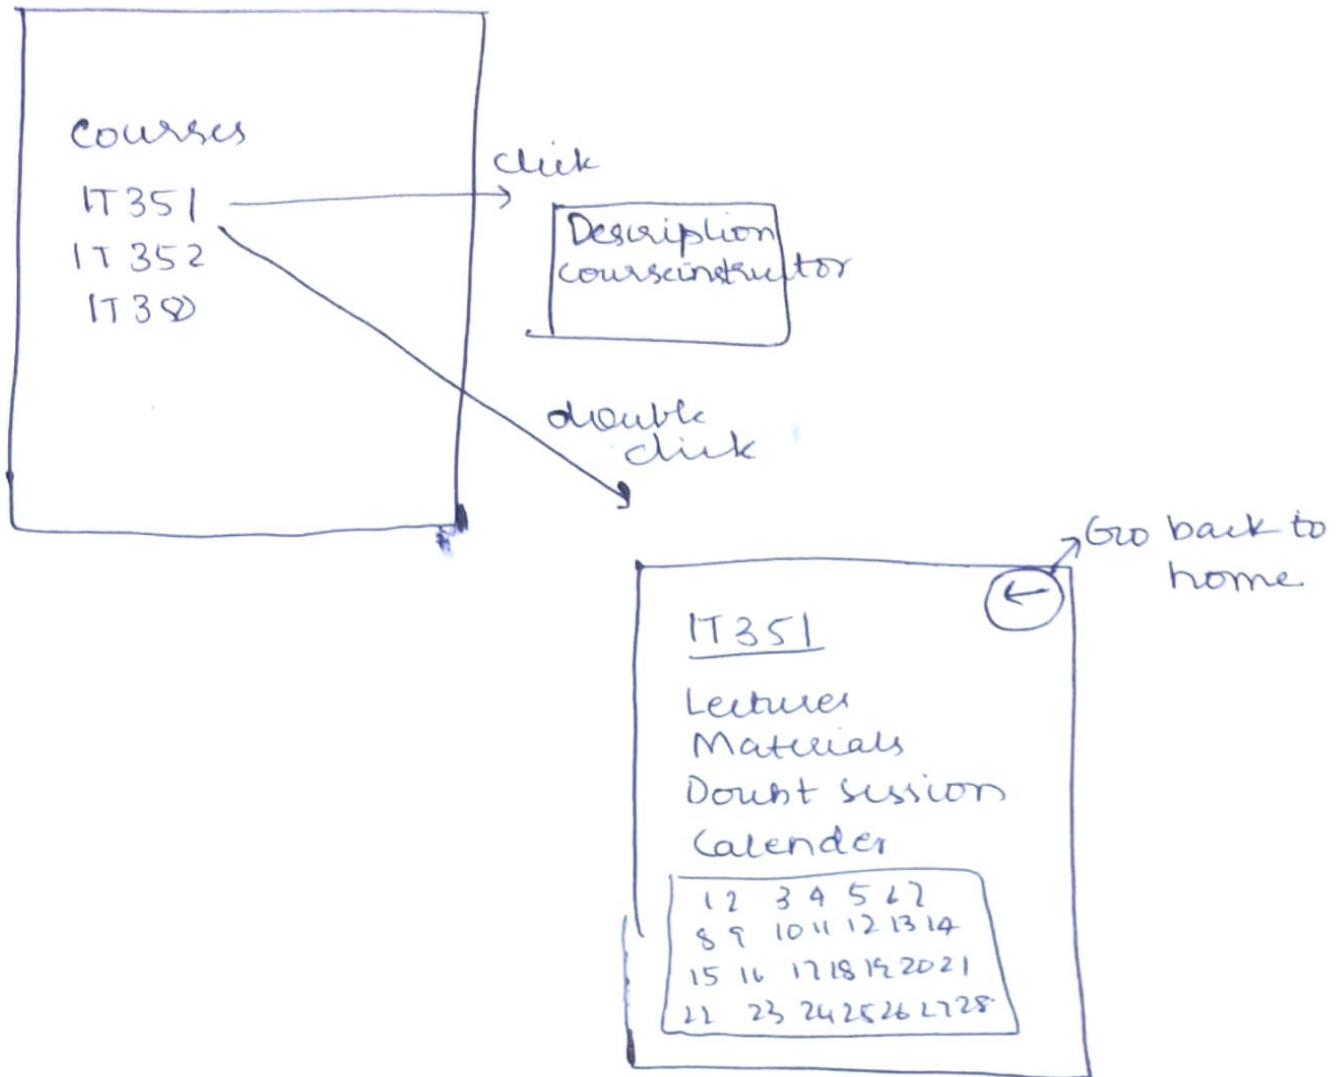 Courses
IT351
click
IT 352
Description
courseinstructor
double
click
Go back to
home
IT351
Lectures
Materials
Doubt session
Calender
1 2 3 4 5 6 7
8 9 10 11 12 13 14
15 16 17 18 19 20 21
22 23 24 25 26 27 28